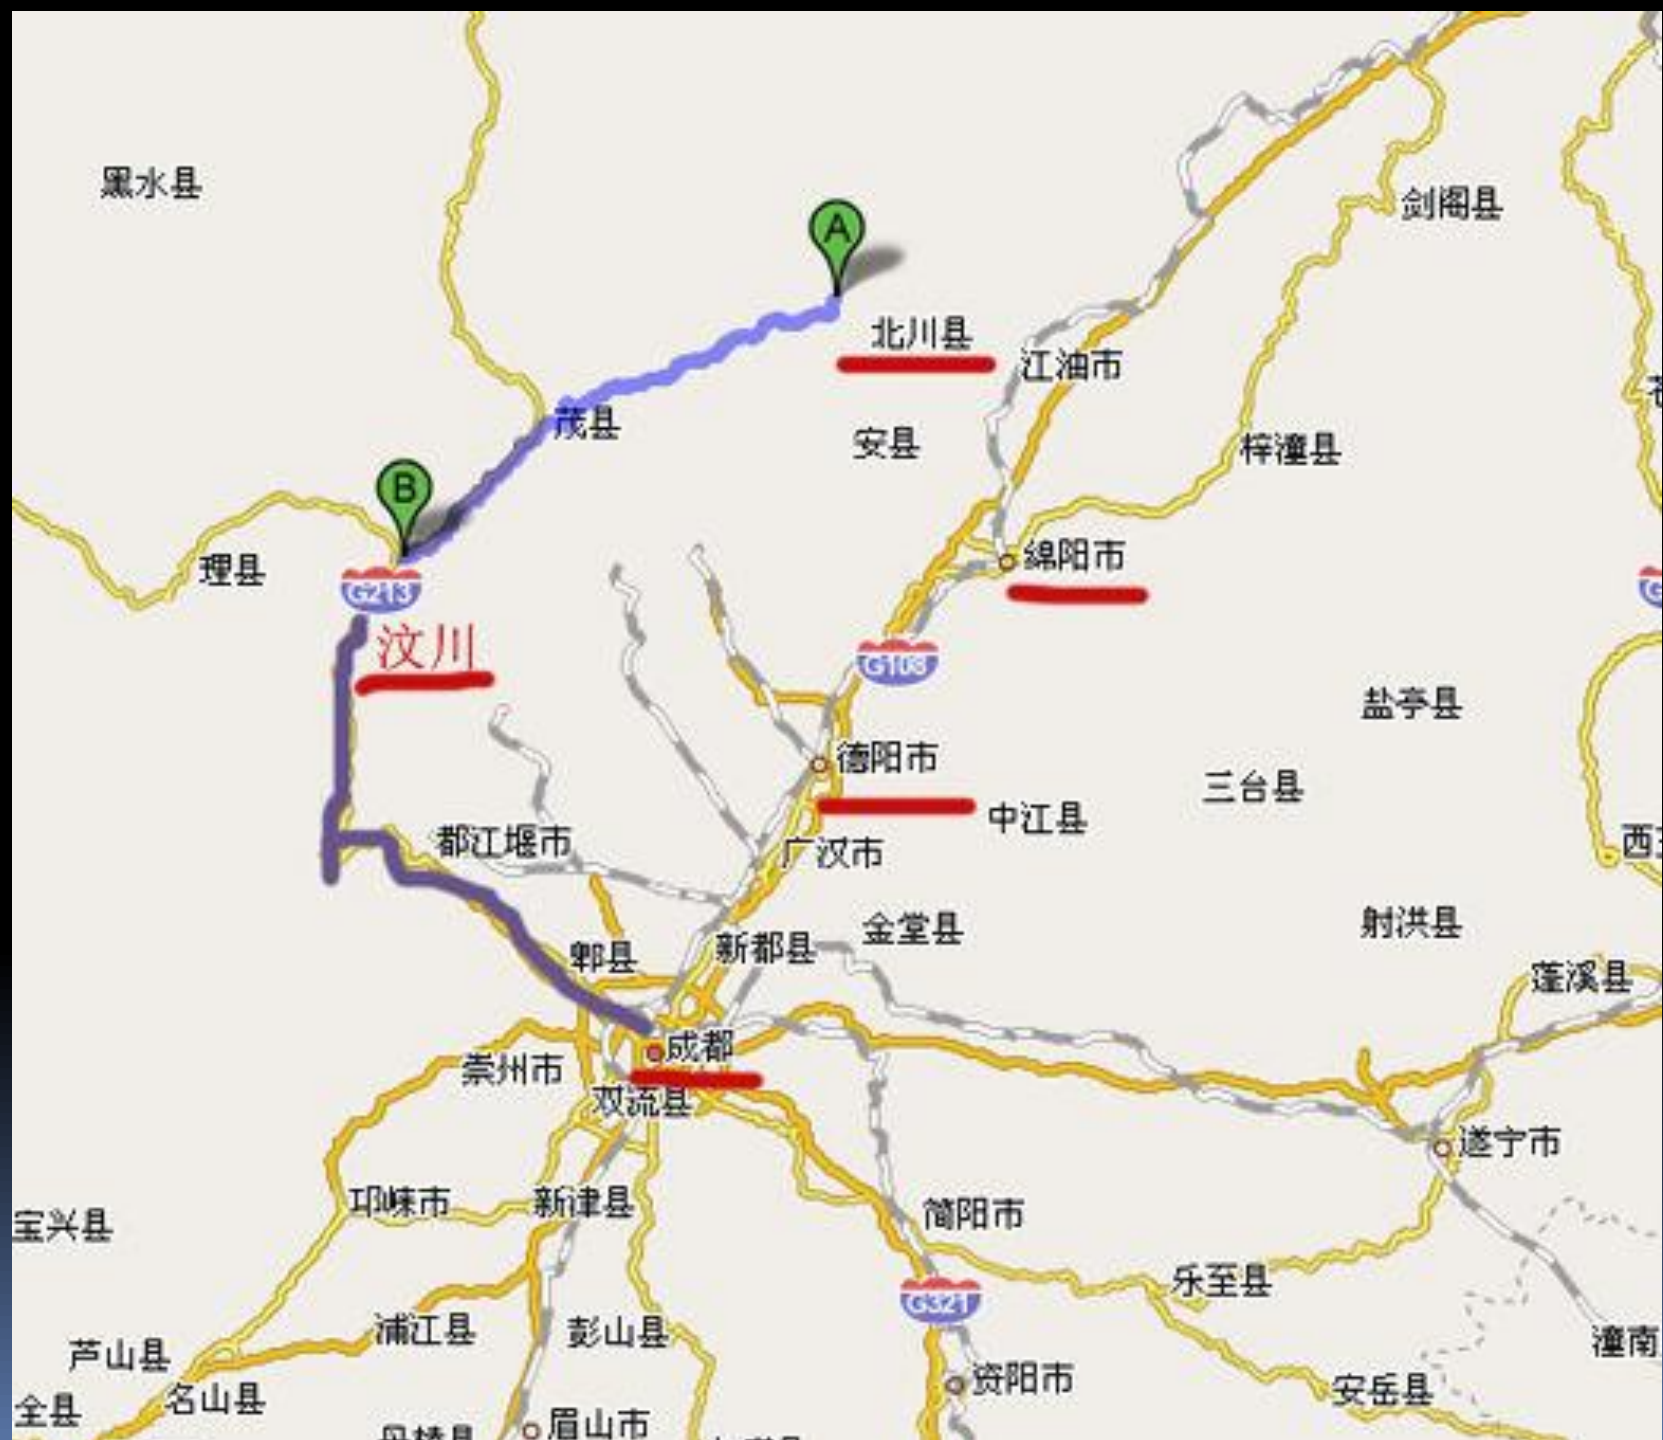 黑水县
A
剑阁县
北川县
江油市
茂县
安县
梓潼县
B
绵阳市
理县
G213
汶川
G108
盐亭县
德阳市
三台县
中江县
都江堰市
广汉市
射洪县
金堂县
新都县
郫县
蓬溪县
成都
崇州市
双流县
遂宁市
邛崃市
新津县
简阳市
宝兴县
乐至县
G321
蒲江县
彭山县
潼南
芦山县
资阳市
安岳县
名山县
全县
眉山市